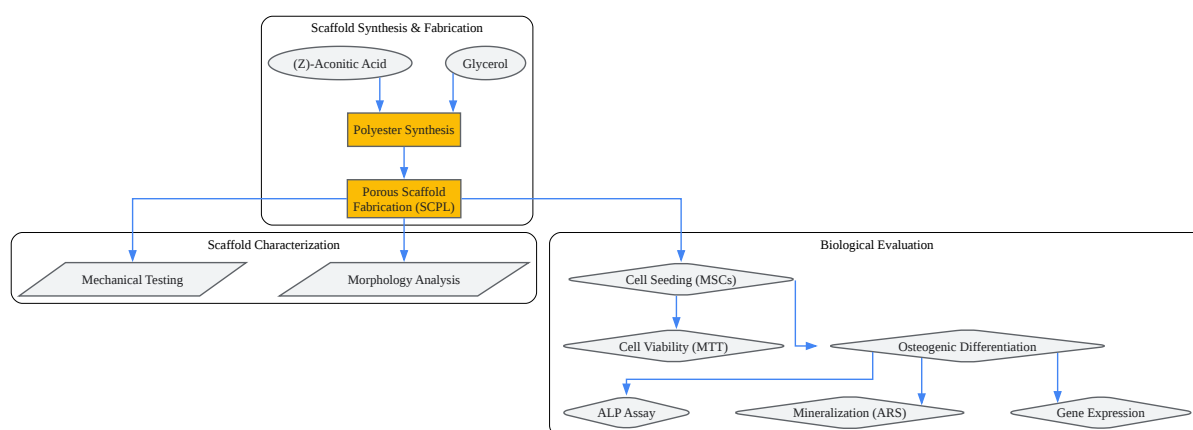 Scaffold Synthesis & Fabrication
(Z)-Aconitic Acid
Glycerol
Polyester Synthesis
Porous Scaffold
Fabrication (SCPL)
Scaffold Characterization
Mechanical Testing
Morphology Analysis
Biological Evaluation
Cell Seeding (MSCs)
Cell Viability (MTT)
Osteogenic Differentiation
ALP Assay
Mineralization (ARS)
Gene Expression